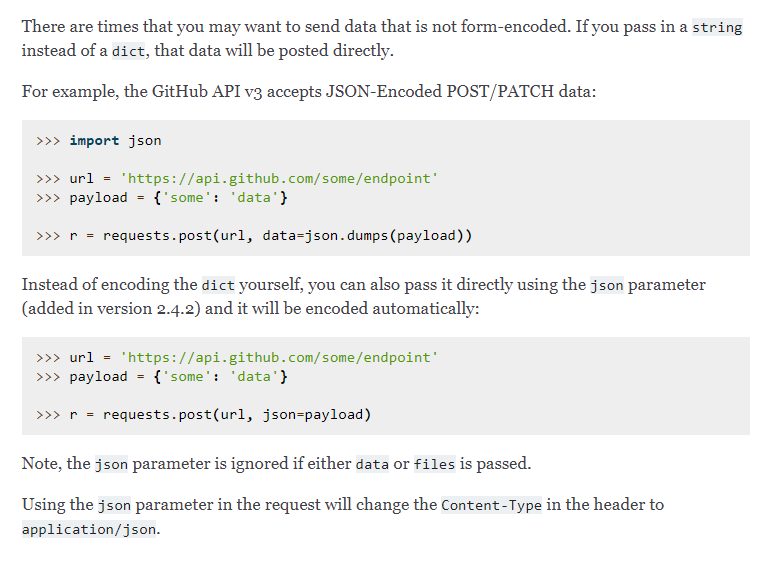 There are times that you may want to send data that is not form-encoded. If you pass in a string
instead of a dict, that data will be posted directly.
For example, the GitHub API v3 accepts JSON-Encoded POST/PATCH data:
>>> import json
>>> url = 'https://api.github.com/some/endpoint'
>>> payload = {'some': 'data'}
>>> r = requests.post(url, data=json.dumps(payload))
Instead of encoding the dict yourself, you can also pass it directly using the json parameter
(added in version 2.4.2) and it will be encoded automatically:
>>> url = 'https://api.github.com/some/endpoint'
>>> payload = {'some': 'data'}
>>> r = requests.post(url, json=payload)
Note, the json parameter is ignored if either data or files is passed.
Using the json parameter in the request will change the Content-Type in the header to
application/json.